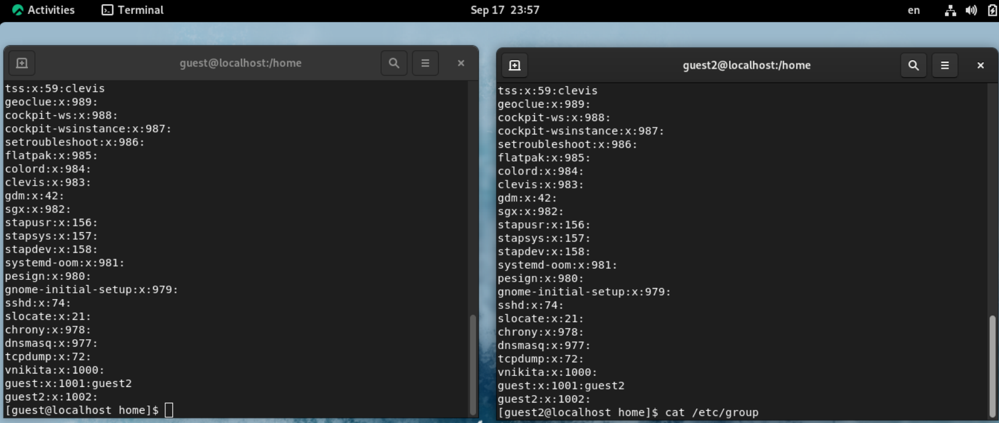 Activities Terminal Sep 17 23:57 en
guest@localhost:/home
tss:x:59:clevis
geoclue:x:989:
cockpit-ws:x:988:
cockpit-wsinstance:x:987:
setroubleshoot:x:986:
flatpak:x:985:
colord:x:984:
clevis:x:983:
gdm:x:42:
sgx:x:982:
stapusr:x:156:
stapsys:x:157:
stapdev:x:158:
systemd-oom:x:981:
pesign:x:980:
gnome-initial-setup:x:979:
sshd:x:74:
slocate:x:21:
chrony:x:978:
dnsmasq:x:977:
tcpdump:x:72:
vnikita:x:1000:
guest:x:1001:guest2
guest2:x:1002:
[guest@localhost home]$
guest2@localhost:/home
tss:x:59:clevis
geoclue:x:989:
cockpit-ws:x:988:
cockpit-wsinstance:x:987:
setroubleshoot:x:986:
flatpak:x:985:
colord:x:984:
clevis:x:983:
gdm:x:42:
sgx:x:982:
stapusr:x:156:
stapsys:x:157:
stapdev:x:158:
systemd-oom:x:981:
pesign:x:980:
gnome-initial-setup:x:979:
sshd:x:74:
slocate:x:21:
chrony:x:978:
dnsmasq:x:977:
tcpdump:x:72:
vnikita:x:1000:
guest:x:1001:guest2
guest2:x:1002:
[guest2@localhost home]$ cat /etc/group